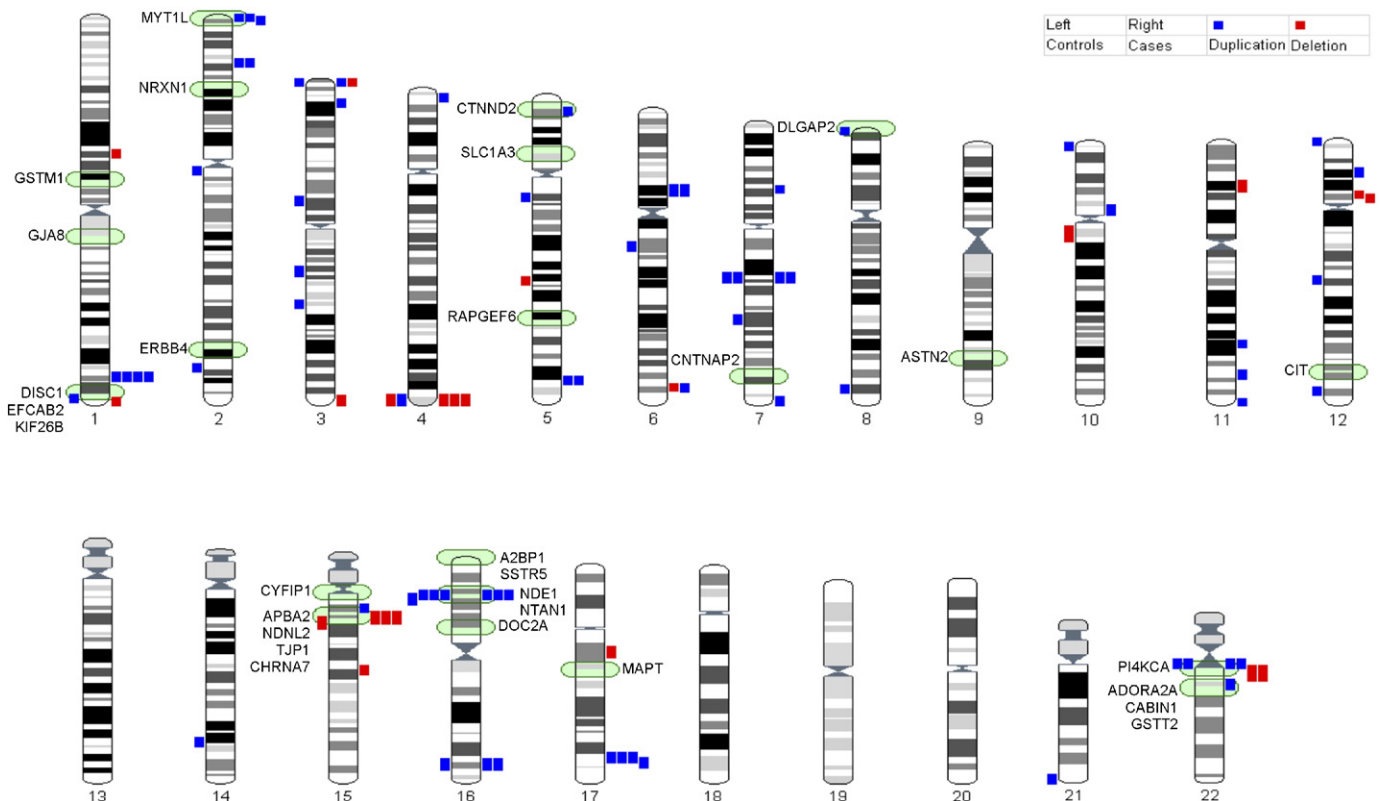 Left Right
Controls Cases Duplication Deletion
MYT1L
NRXN1
CTNND2
SLC1A3
DLGAP2
GSTM1
GJA8
RAPGEF6
ERBB4
CNTNAP2
ASTN2
CIT
DISC1
EFCAB2
KIF26B
1 2 3 4 5 6 7 8 9 10 11 12
A2BP1
SSTR5
CYFIP1
NDE1
NTAN1
APBA2
NDNL2
TJP1
CHRNA7
DOC2A
MAPT
PI4KCA
ADORA2A
CABIN1
GSTT2
13 14 15 16 17 18 19 20 21 22